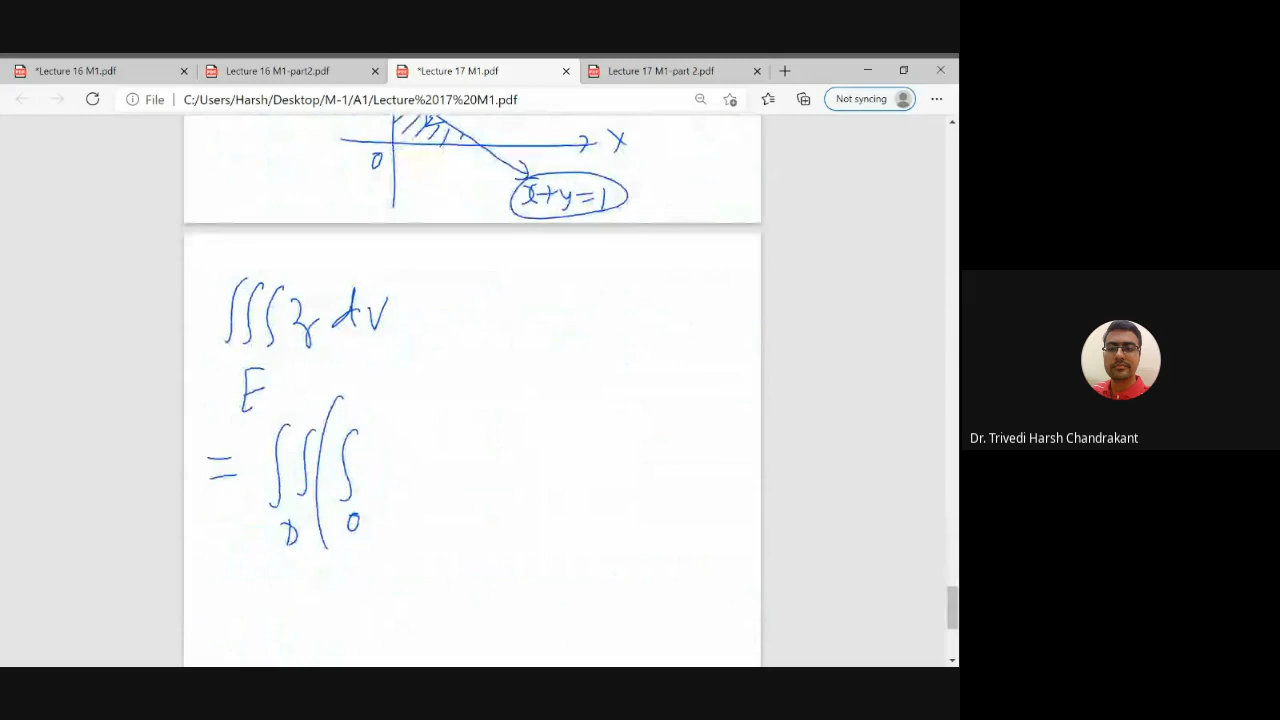 *Lecture 16 M1.pdf
Lecture 16 M1-part2.pdf
*Lecture 17 M1.pdf
Lecture 17 M1-part 2.pdf
File | C:/Users/Harsh/Desktop/M-1/A1/Lecture%2017%20M1.pdf
Not syncing
X
0
x+y=1
∭ z dV
E
= ∬ ( ∫
D 0
Dr. Trivedi Harsh Chandrakant